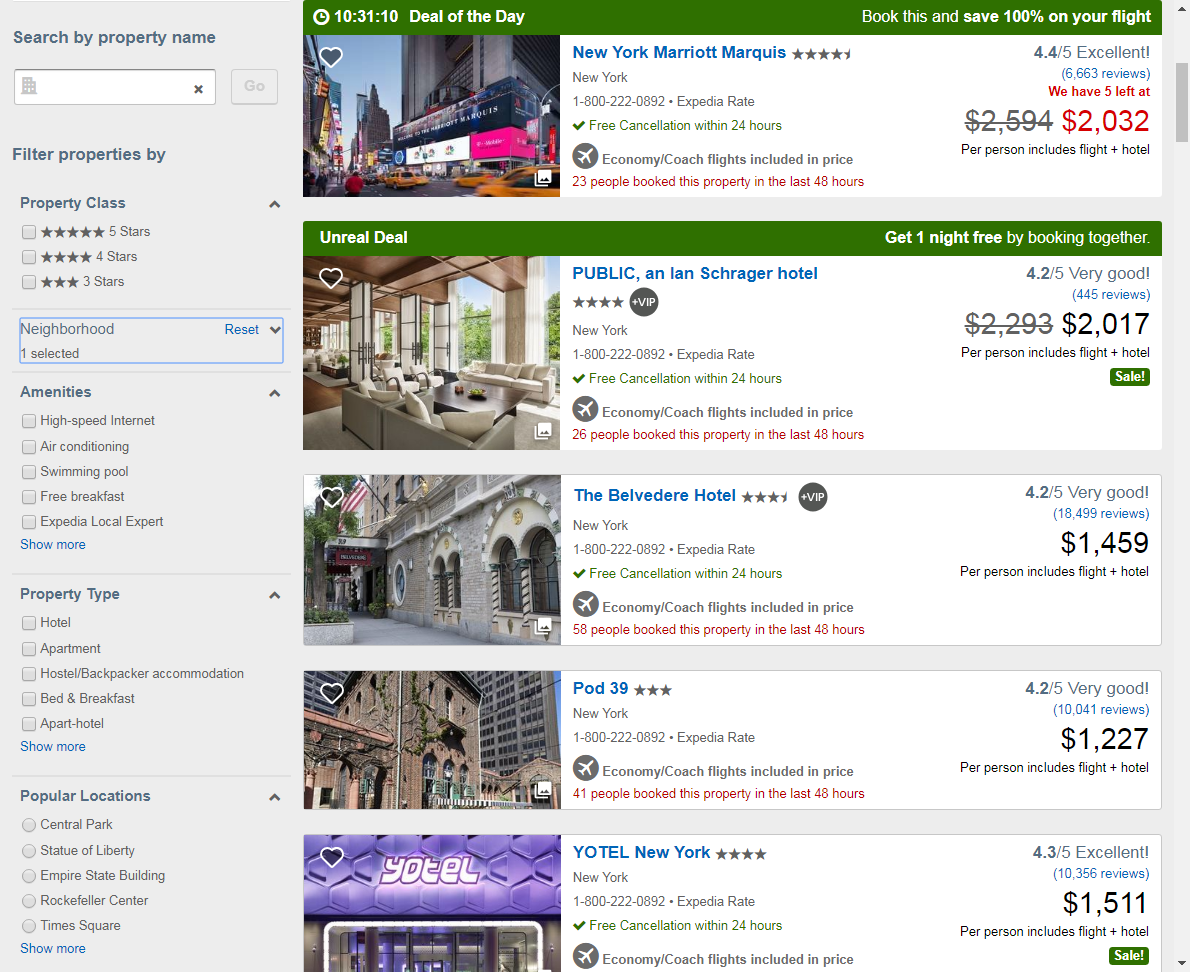 Search by property name
Go
Filter properties by
Property Class
5 Stars
4 Stars
3 Stars
Neighborhood Reset
1 selected
Amenities
High-speed Internet
Air conditioning
Swimming pool
Free breakfast
Expedia Local Expert
Show more
Property Type
Hotel
Apartment
Hostel/Backpacker accommodation
Bed & Breakfast
Apart-hotel
Show more
Popular Locations
Central Park
Statue of Liberty
Empire State Building
Rockefeller Center
Times Square
Show more
10:31:10 Deal of the Day Book this and save 100% on your flight
WELCOME TO THE MARRIOTT MARQUIS
T-Mobile
New York Marriott Marquis
New York
1-800-222-0892 • Expedia Rate
Free Cancellation within 24 hours
Economy/Coach flights included in price
23 people booked this property in the last 48 hours
4.4/5 Excellent!
(6,663 reviews)
We have 5 left at
$2,594 $2,032
Per person includes flight + hotel
Unreal Deal Get 1 night free by booking together.
PUBLIC, an Ian Schrager hotel
+VIP
New York
1-800-222-0892 • Expedia Rate
Free Cancellation within 24 hours
Economy/Coach flights included in price
26 people booked this property in the last 48 hours
4.2/5 Very good!
(445 reviews)
$2,293 $2,017
Per person includes flight + hotel
Sale!
BELVEDERE
The Belvedere Hotel +VIP
New York
1-800-222-0892 • Expedia Rate
Free Cancellation within 24 hours
Economy/Coach flights included in price
58 people booked this property in the last 48 hours
4.2/5 Very good!
(18,499 reviews)
$1,459
Per person includes flight + hotel
Pod 39
New York
1-800-222-0892 • Expedia Rate
Economy/Coach flights included in price
41 people booked this property in the last 48 hours
4.2/5 Very good!
(10,041 reviews)
$1,227
Per person includes flight + hotel
YOTEL
YOTEL New York
New York
1-800-222-0892 • Expedia Rate
Free Cancellation within 24 hours
Economy/Coach flights included in price
4.3/5 Excellent!
(10,356 reviews)
$1,511
Per person includes flight + hotel
Sale!